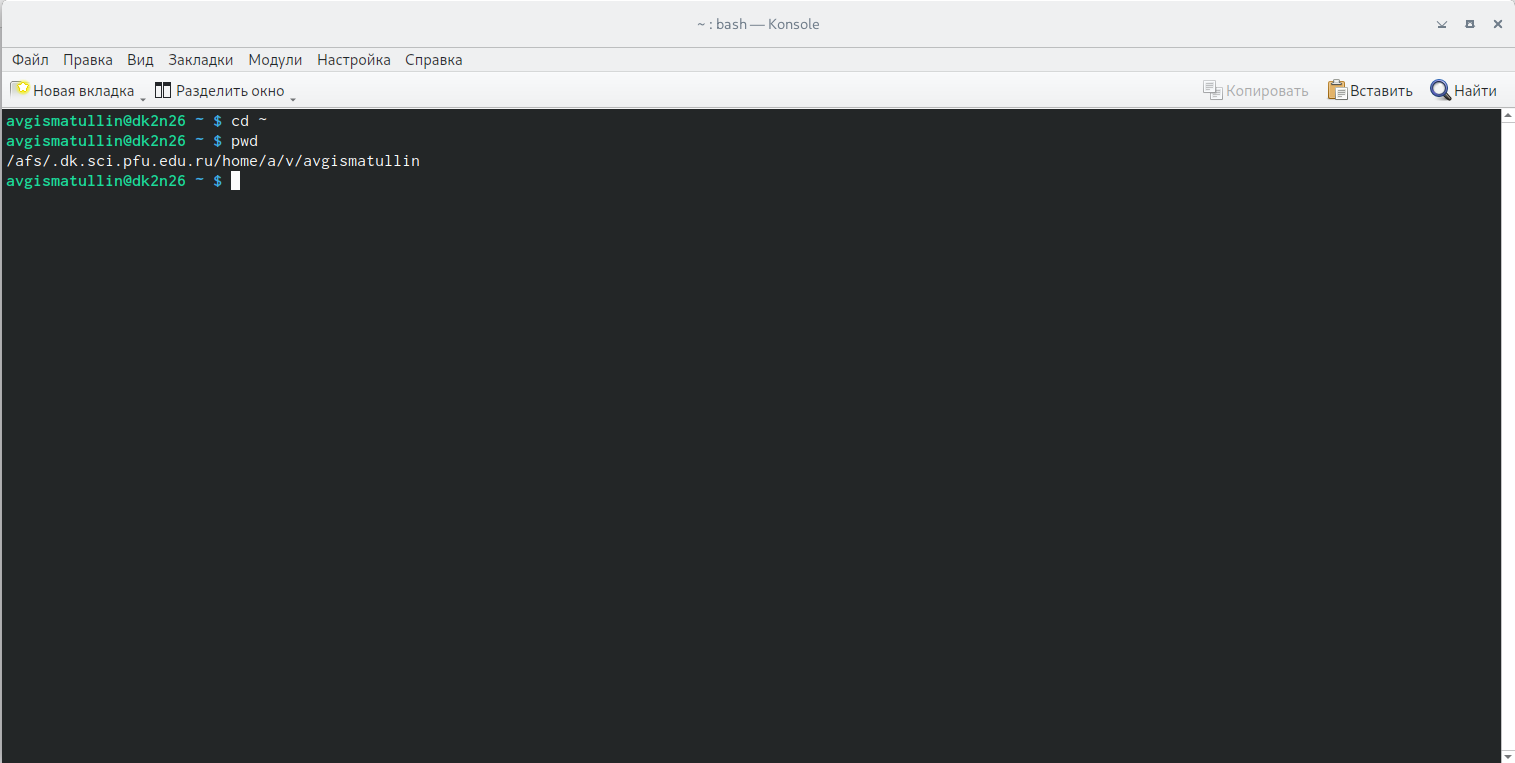 ~ : bash — Konsole
Файл Правка Вид Закладки Модули Настройка Справка
Новая вкладка Разделить окно Копировать Вставить Найти
avgismatullin@dk2n26 ~ $ cd ~
avgismatullin@dk2n26 ~ $ pwd
/afs/.dk.sci.pfu.edu.ru/home/a/v/avgismatullin
avgismatullin@dk2n26 ~ $